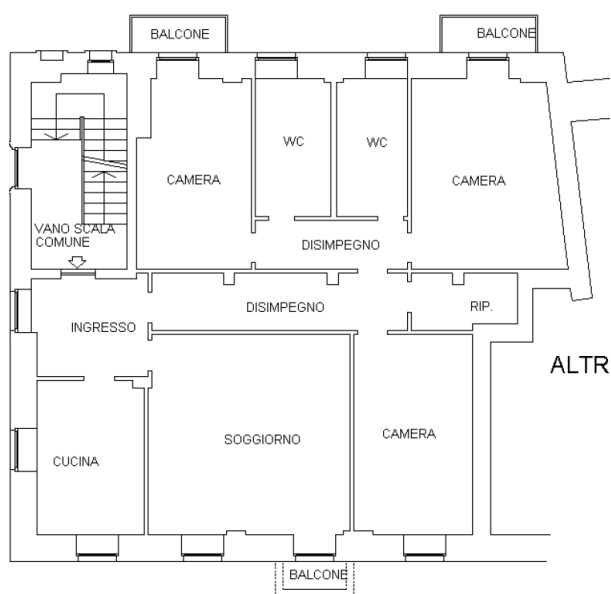 BALCONE
BALCONE
WC
WC
CAMERA
CAMERA
VANO SCALA
COMUNE
DISIMPEGNO
DISIMPEGNO
RIP.
INGRESSO
ALTR
CUCINA
SOGGIORNO
CAMERA
BALCONE